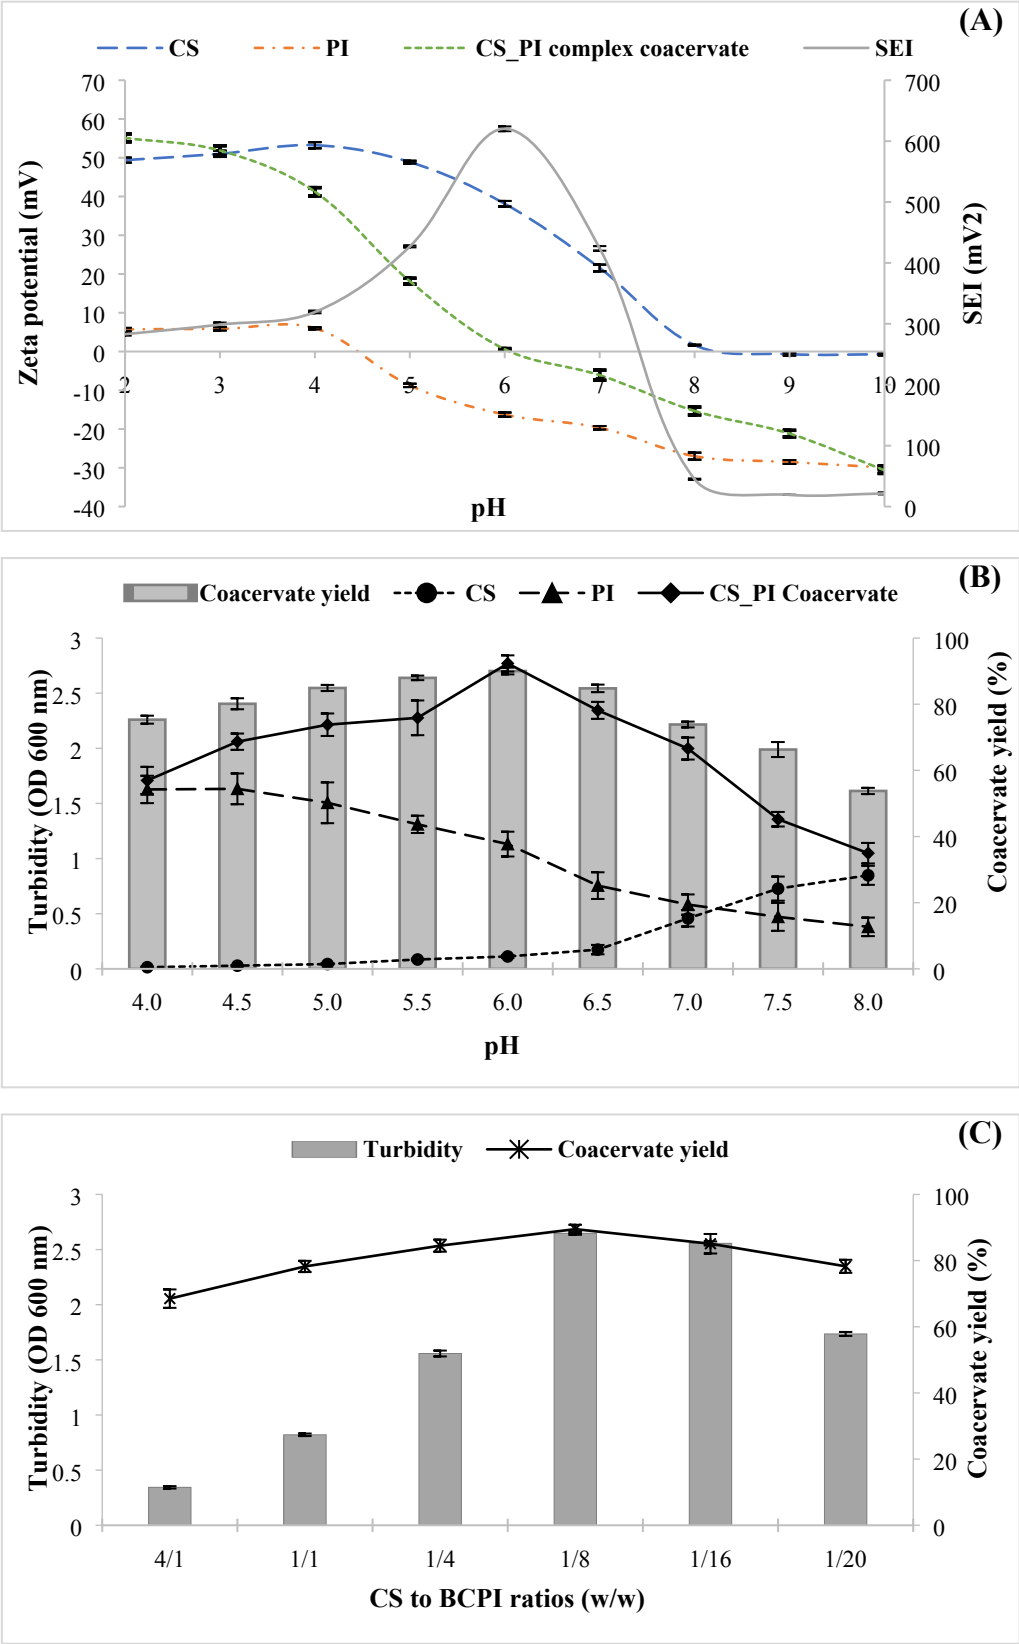 (A)
CS PI CS_PI complex coacervate SEI
70 700
60 600
50 500
40 400
30 300
20 200
10 100
0 0
-10
-20
-30
-40
2 3 4 5 6 7 8 9 10
Zeta potential (mV)
SEI (mV2)
pH
(B)
Coacervate yield CS PI CS_PI Coacervate
3 100
2.5 80
2 60
1.5 40
1 20
0.5 0
0
4.0 4.5 5.0 5.5 6.0 6.5 7.0 7.5 8.0
Turbidity (OD 600 nm)
Coacervate yield (%)
pH
(C)
Turbidity Coacervate yield
3 100
2.5 80
2 60
1.5 40
1 20
0.5 0
0
4/1 1/1 1/4 1/8 1/16 1/20
Turbidity (OD 600 nm)
Coacervate yield (%)
CS to BCPI ratios (w/w)